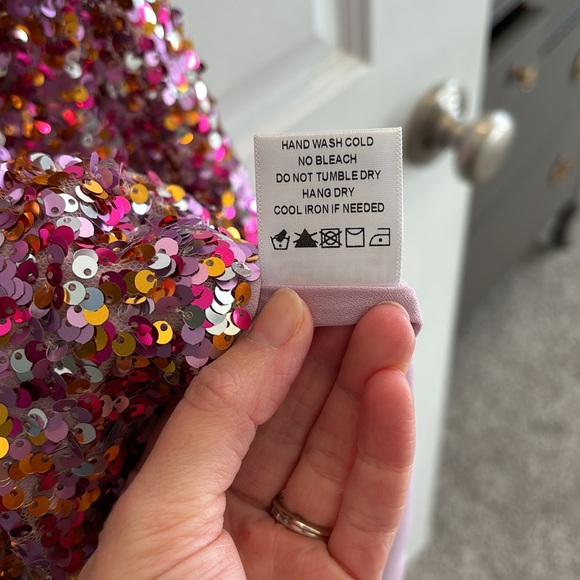 HAND WASH COLD
NO BLEACH
DO NOT TUMBLE DRY
HANG DRY
COOL IRON IF NEEDED